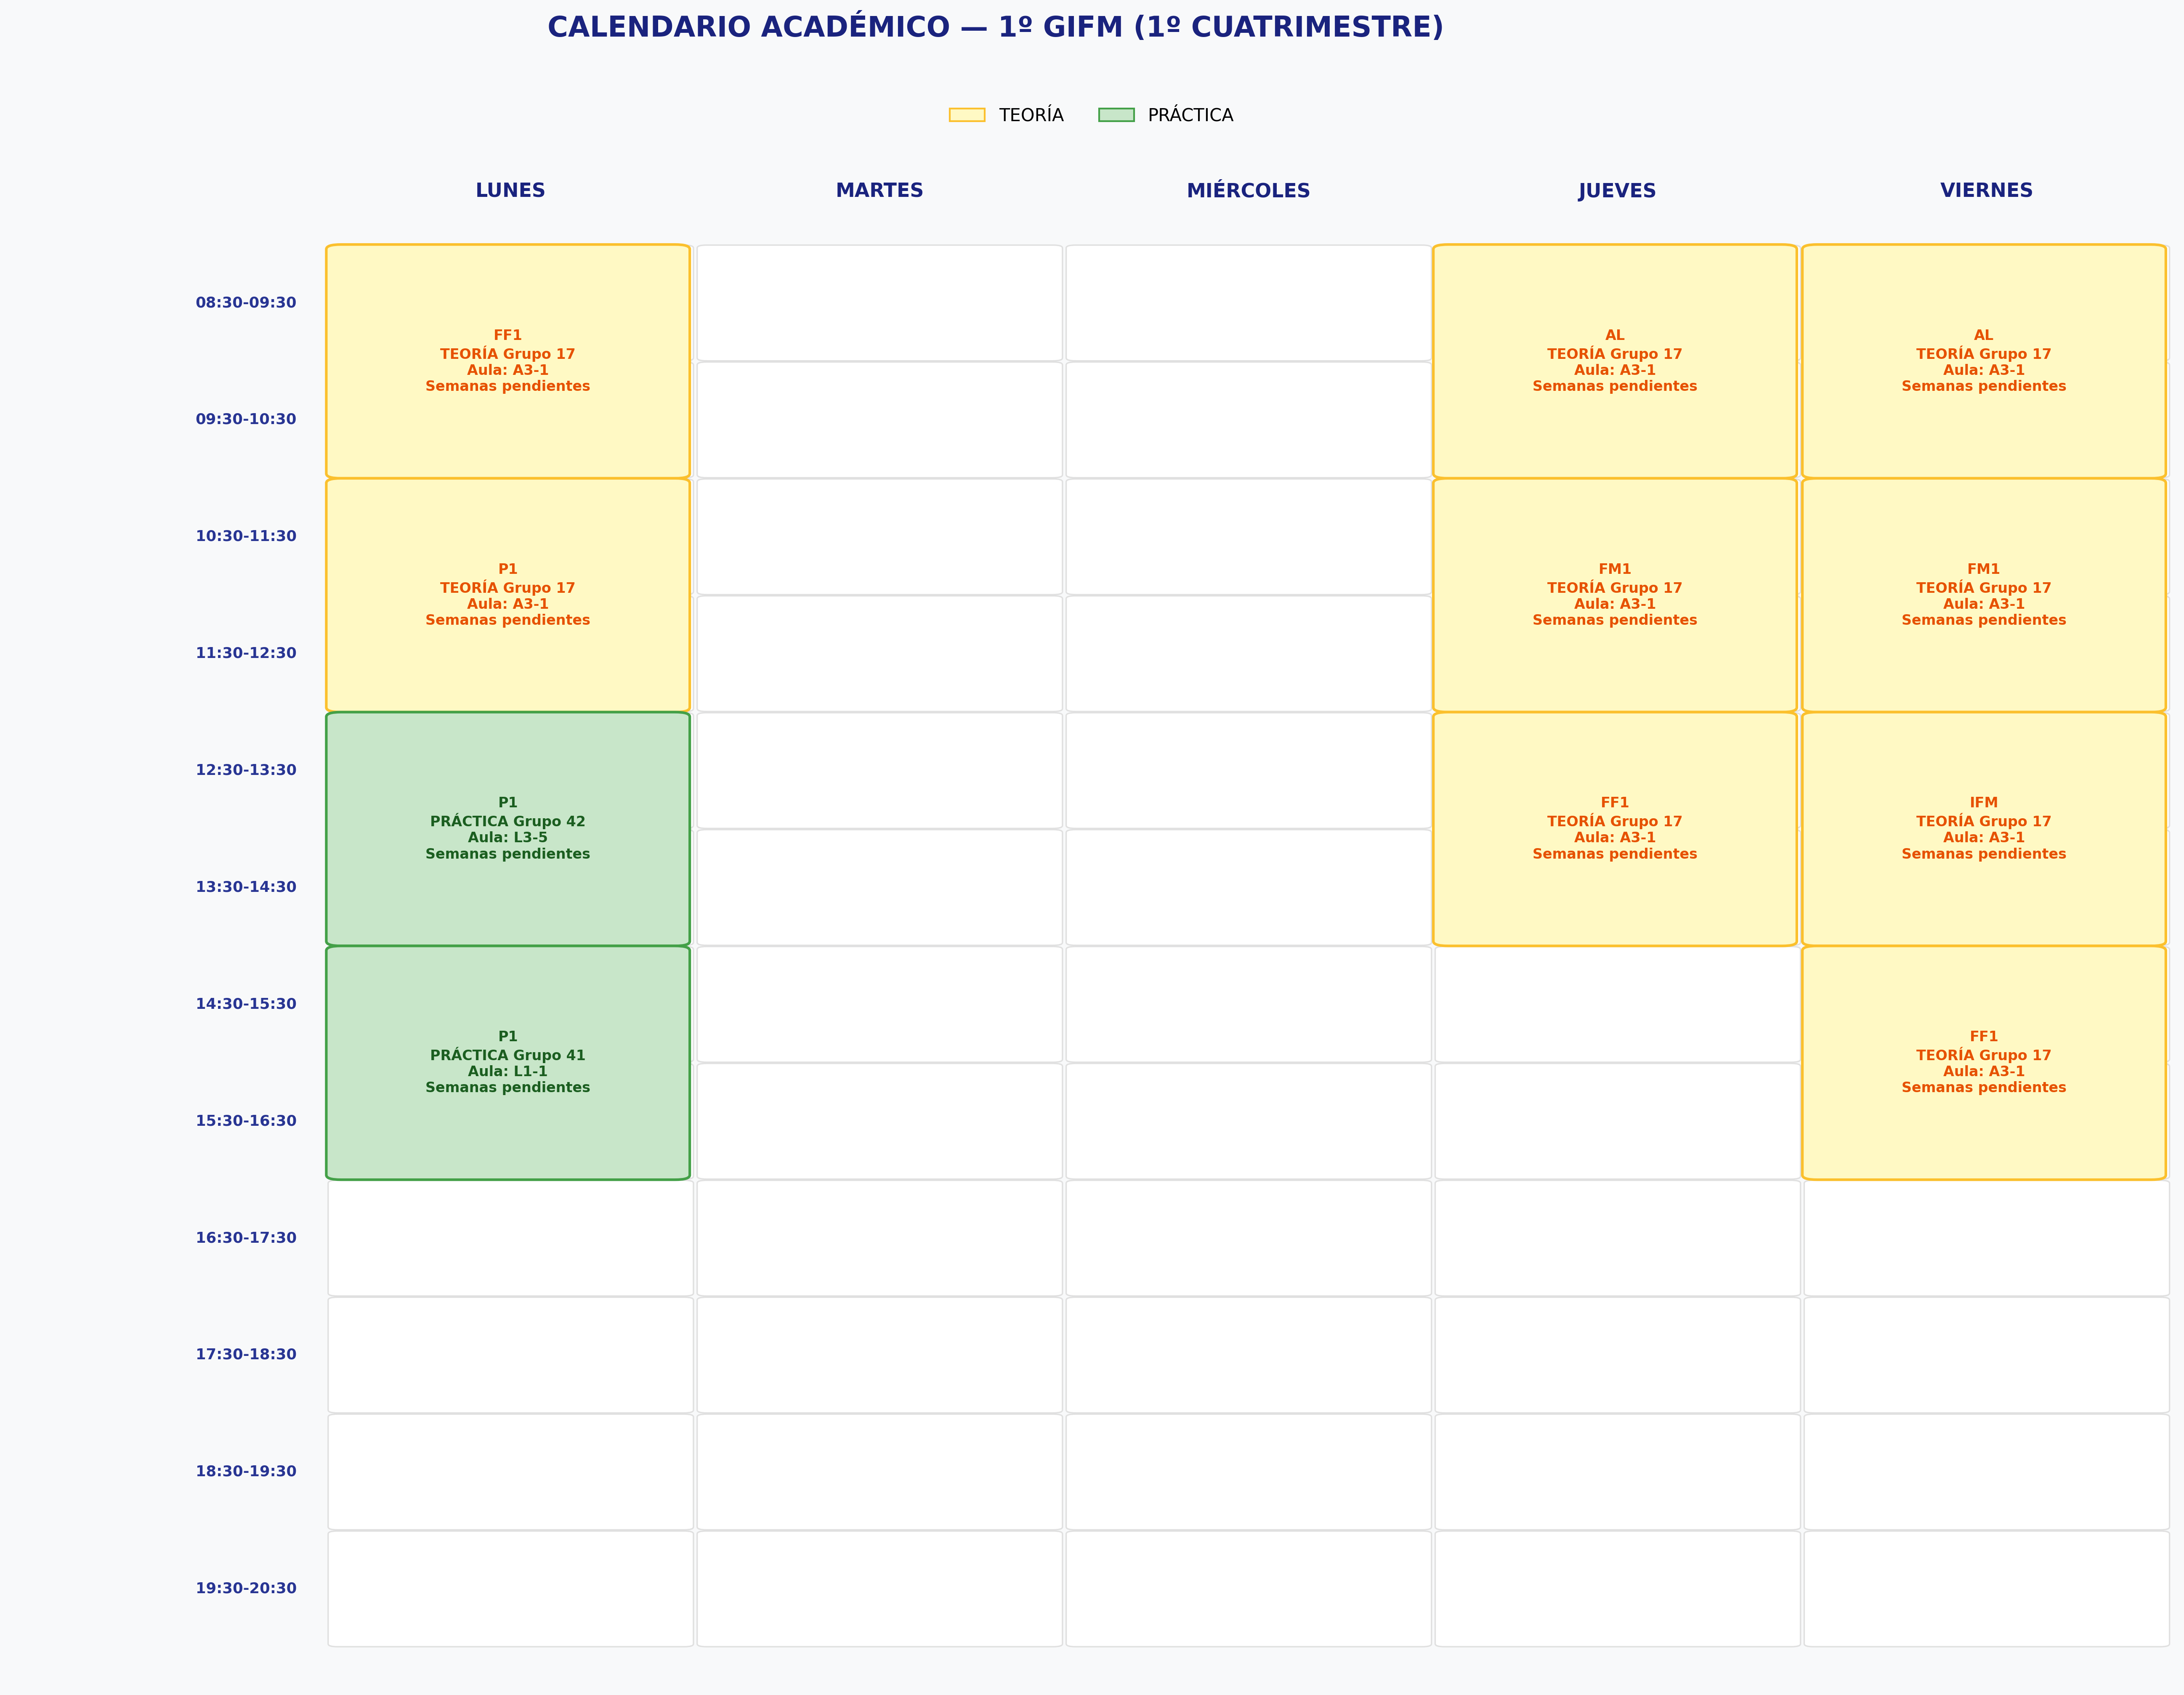 CALENDARIO ACADÉMICO — 1º GIFM (1º CUATRIMESTRE)
TEORÍA
PRÁCTICA
LUNES
MARTES
MIÉRCOLES
JUEVES
VIERNES
08:30-09:30
09:30-10:30
FF1
TEORÍA Grupo 17
Aula: A3-1
Semanas pendientes
AL
TEORÍA Grupo 17
Aula: A3-1
Semanas pendientes
AL
TEORÍA Grupo 17
Aula: A3-1
Semanas pendientes
10:30-11:30
11:30-12:30
P1
TEORÍA Grupo 17
Aula: A3-1
Semanas pendientes
FM1
TEORÍA Grupo 17
Aula: A3-1
Semanas pendientes
FM1
TEORÍA Grupo 17
Aula: A3-1
Semanas pendientes
12:30-13:30
13:30-14:30
P1
PRÁCTICA Grupo 42
Aula: L3-5
Semanas pendientes
FF1
TEORÍA Grupo 17
Aula: A3-1
Semanas pendientes
IFM
TEORÍA Grupo 17
Aula: A3-1
Semanas pendientes
14:30-15:30
15:30-16:30
P1
PRÁCTICA Grupo 41
Aula: L1-1
Semanas pendientes
FF1
TEORÍA Grupo 17
Aula: A3-1
Semanas pendientes
16:30-17:30
17:30-18:30
18:30-19:30
19:30-20:30